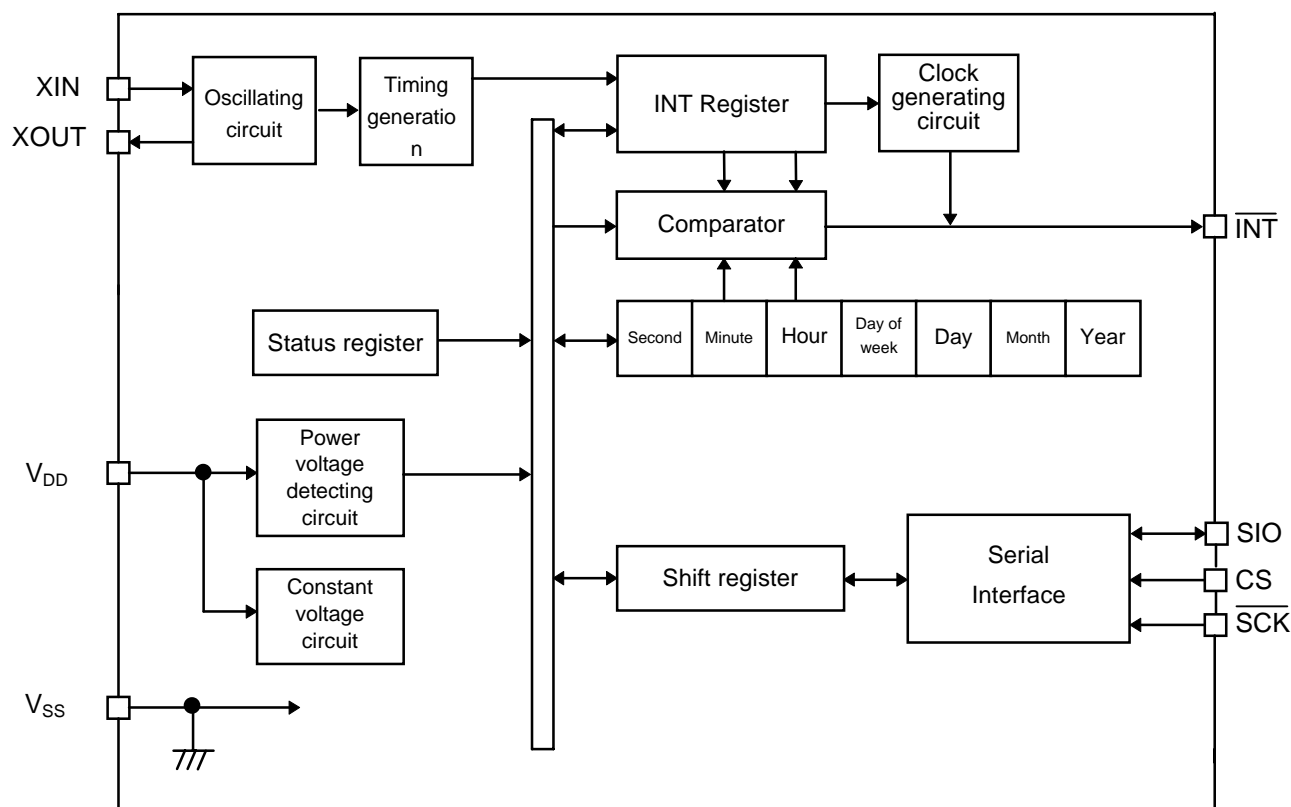 XIN
XOUT
Oscillating
circuit
Timing
generatio
n
INT Register
Clock
generating
circuit
Comparator
INT
Status register
Second
Minute
Hour
Day of
week
Day
Month
Year
VDD
Power
voltage
detecting
circuit
Constant
voltage
circuit
Shift register
Serial
Interface
SIO
CS
SCK
VSS